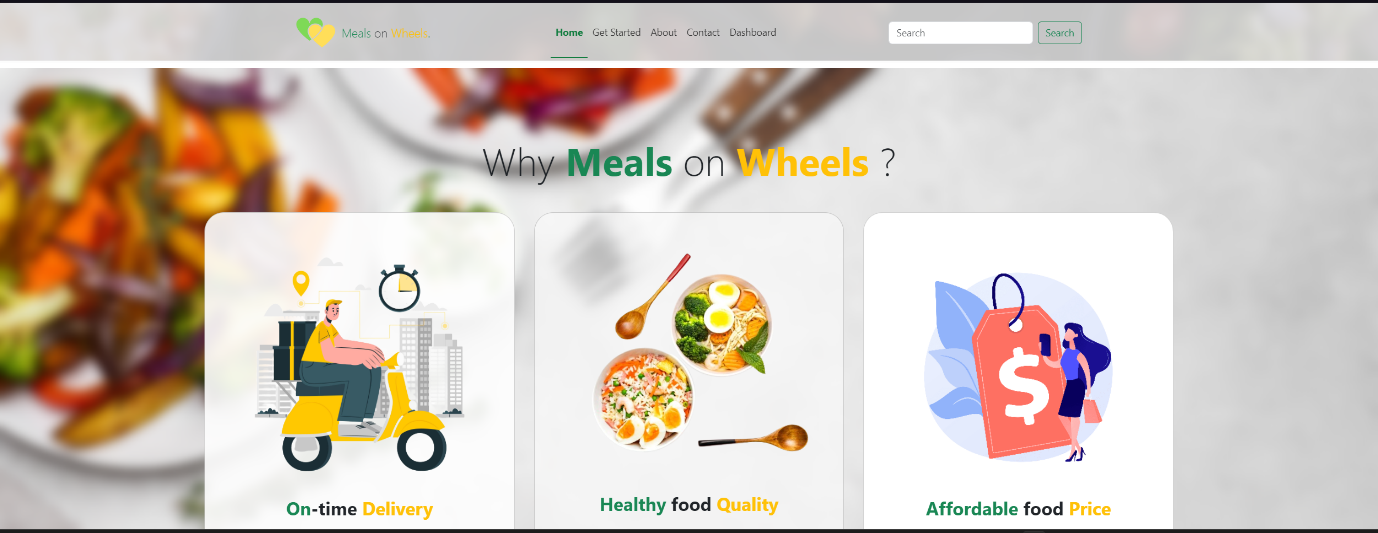 Meals on Wheels.
Home Get Started About Contact Dashboard
Search Search
Why Meals on Wheels ?
$
On-time Delivery
Healthy food Quality
Affordable food Price